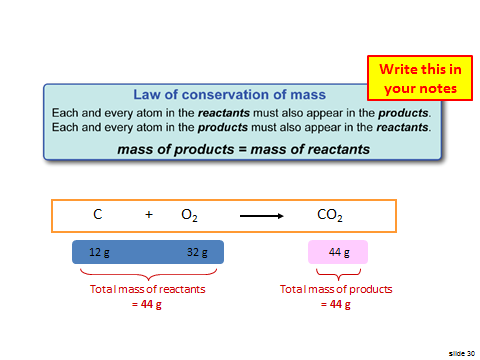 Write this in
your notes
Law of conservation of mass
Each and every atom in the reactants must also appear in the products.
Each and every atom in the products must also appear in the reactants.
mass of products = mass of reactants
C + O₂ ⟶ CO₂
12 g 32 g 44 g
Total mass of reactants
= 44 g
Total mass of products
= 44 g
slide 30